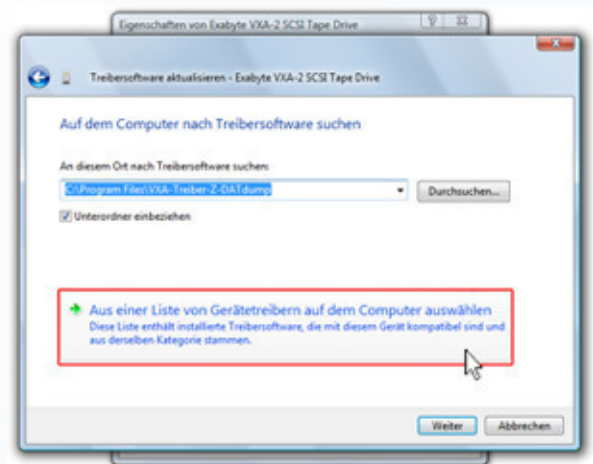 Eigenschaften von Exabyte VXA-2 SCSI Tape Drive
Treibersoftware aktualisieren - Exabyte VXA-2 SCSI Tape Drive
Auf dem Computer nach Treibersoftware suchen
An diesem Ort nach Treibersoftware suchen:
C:\Program Files\VXA-Treiber-Z-DATdump
Durchsuchen...
Unterordner einbeziehen
Aus einer Liste von Gerätetreibern auf dem Computer auswählen
Diese Liste enthält installierte Treibersoftware, die mit diesem Gerät kompatibel sind und
aus derselben Kategorie stammen.
Weiter
Abbrechen